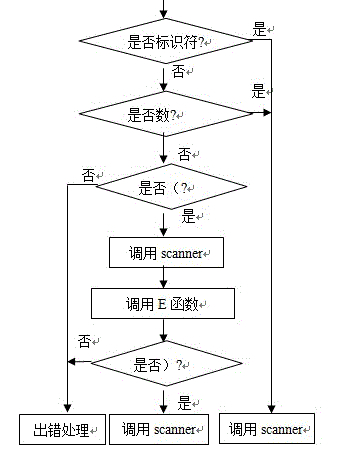 是否标识符?
是
否
是否数?
是
否
是否（?
否
是
调用 scanner
调用 E 函数
是否）?
否
是
出错处理
调用 scanner
调用 scanner